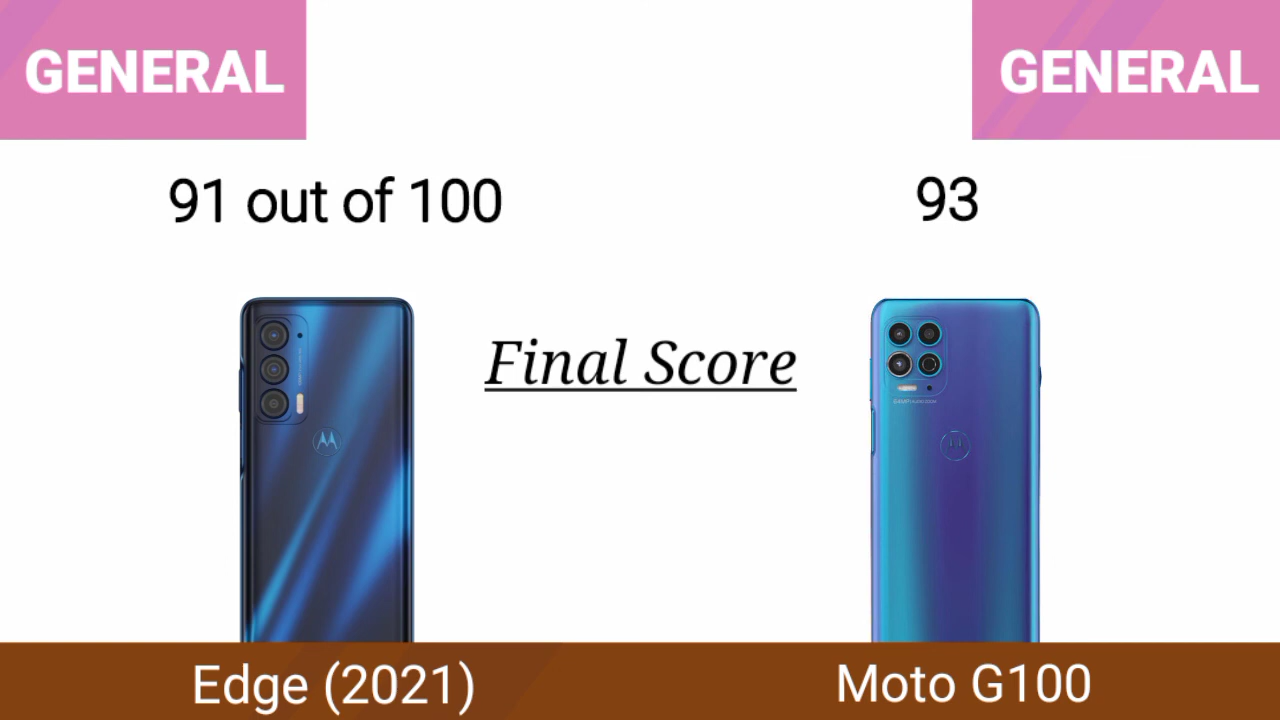 GENERAL
GENERAL
91 out of 100
93
Final Score
Edge (2021)
Moto G100